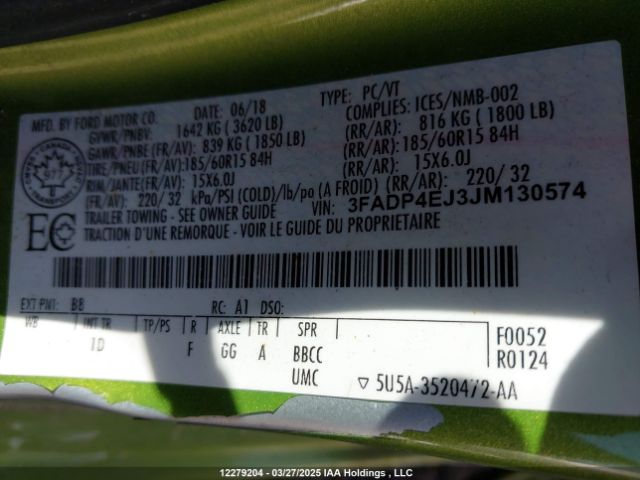 MFD. BY FORD MOTOR CO. DATE: 06/18 TYPE: PC/VT
GVWR/PNBV: 1642 KG ( 3620 LB) COMPLIES: ICES/NMB-002
GAWR/PNBE (FR/AV): 839 KG ( 1850 LB) (RR/AR): 816 KG ( 1800 LB)
TIRE/PNEU (FR/AV): 185/60R15 84H (RR/AR): 185/60R15 84H
RIM/JANTE (FR/AV): 15X6.0J (RR/AR): 15X6.0J
(FR/AV): 220/ 32 kPa/PSI (COLD)/lb/po (A FROID) (RR/AR): 220/ 32
TRAILER TOWING - SEE OWNER GUIDE VIN: 3FADP4EJ3JM130574
TRACTION D'UNE REMORQUE - VOIR LE GUIDE DU PROPRIETAIRE
CANADA
977
TRANSPORT
EC
EXT PNT: B8 RC: A1 DSO:
WB INT TR TP/PS R AXLE TR SPR F0052
ID F GG A BBCC R0124
UMC ▽ 5U5A-3520472-AA
12279204 - 03/27/2025 IAA Holdings , LLC